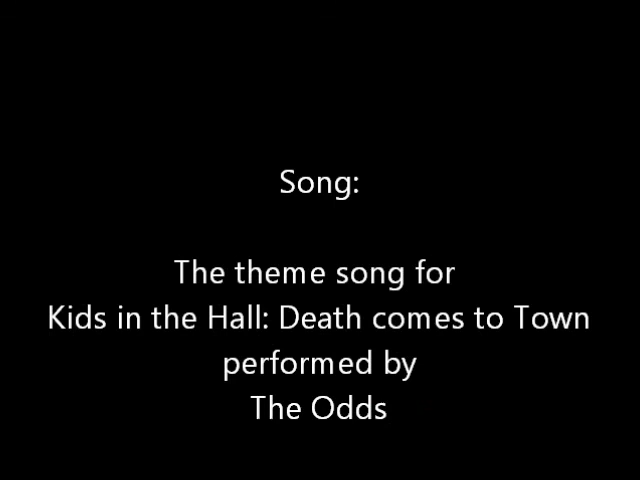 Song:
The theme song for
Kids in the Hall: Death comes to Town
performed by
The Odds